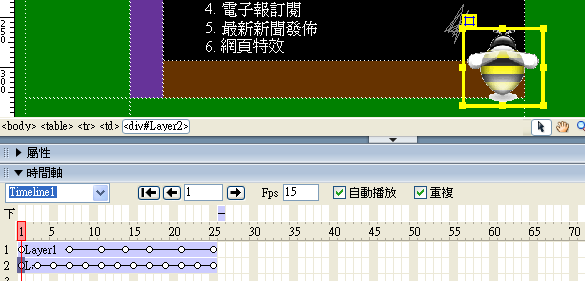 4. 電子報訂閱
5. 最新新聞發佈
6. 網頁特效
250
300
<body> <table> <tr> <td> <div#Layer2>
屬性
時間軸
Timeline1 1 Fps 15 自動播放 重複
下
1 5 10 15 20 25 30 35 40 45 50 55 60 65 70
1 Layer1
2 L
3